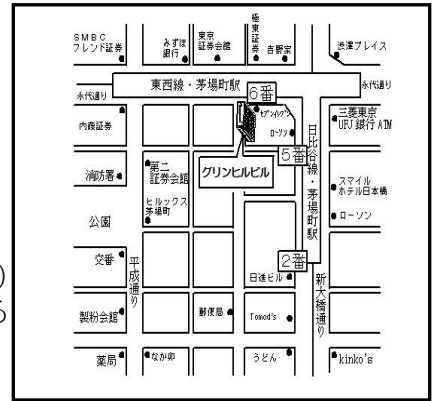 SMBC
フレンド証券
みずほ
銀行
東京
証券会館
極東証券
吉野家
渋澤プレイス
永代通り
東西線・茅場町駅
永代通り
6番
内藤証券
セブンイレブン
ローソン
三菱東京
UFJ銀行ATM
日比谷線・茅場町駅
5番
消防署
第二
証券会館
グリンヒルビル
スマイル
ホテル日本橋
ヒルックス
茅場町
ローソン
公園
交番
平成通り
2番
日進ビル
新大橋通り
製粉会館
郵便局
Tomod's
薬局
なか卯
うどん
kinko's